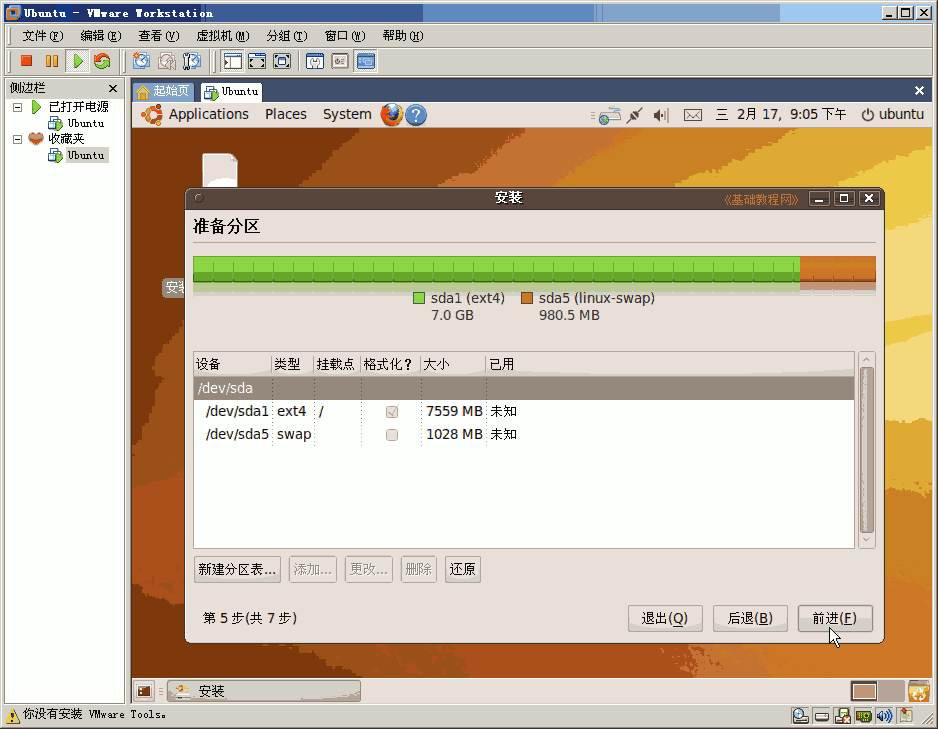 Ubuntu - VMware Workstation
文件(F) 编辑(E) 查看(V) 虚拟机(M) 分组(T) 窗口(W) 帮助(H)
侧边栏
已打开电源
Ubuntu
收藏夹
Ubuntu
起始页 Ubuntu
Applications Places System 三 2月 17, 9:05 下午 ubuntu
安装
安装 《基础教程网》
准备分区
sda1 (ext4) sda5 (linux-swap)
7.0 GB 980.5 MB
设备 类型 挂载点 格式化? 大小 已用
/dev/sda
/dev/sda1 ext4 / 7559 MB 未知
/dev/sda5 swap 1028 MB 未知
新建分区表... 添加... 更改... 删除 还原
第 5 步(共 7 步) 退出(Q) 后退(B) 前进(F)
安装
你没有安装 VMware Tools。